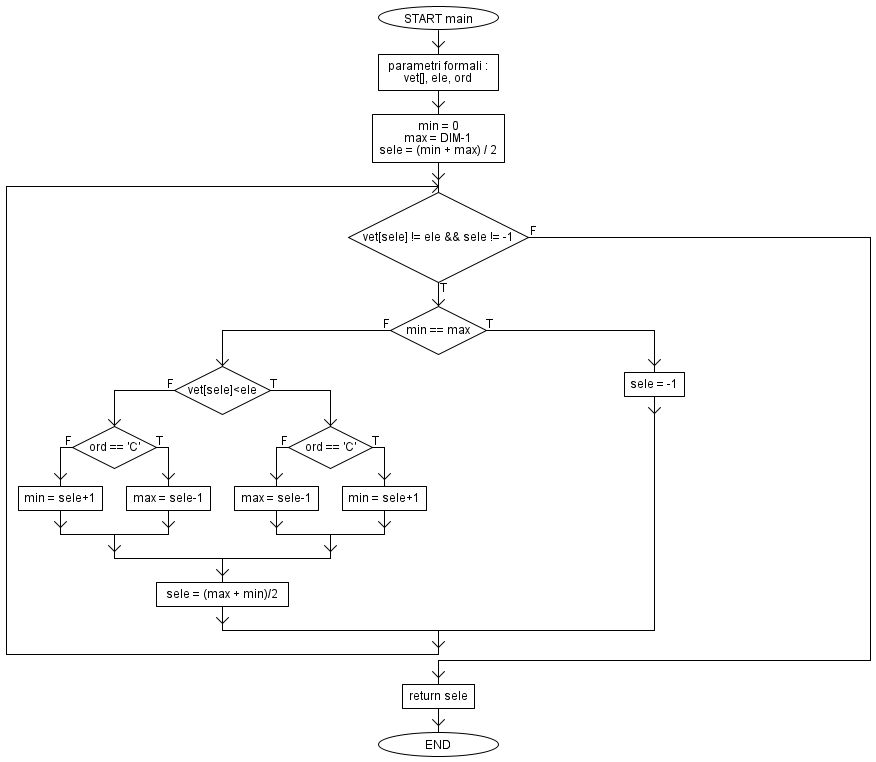 START main
parametri formali :
vet[], ele, ord
min = 0
max = DIM-1
sele = (min + max) / 2
vet[sele] != ele && sele != -1
F
T
F
min == max
T
F
vet[sele]<ele
T
sele = -1
F
ord == 'C'
T
F
ord == 'C'
T
min = sele+1
max = sele-1
max = sele-1
min = sele+1
sele = (max + min)/2
return sele
END